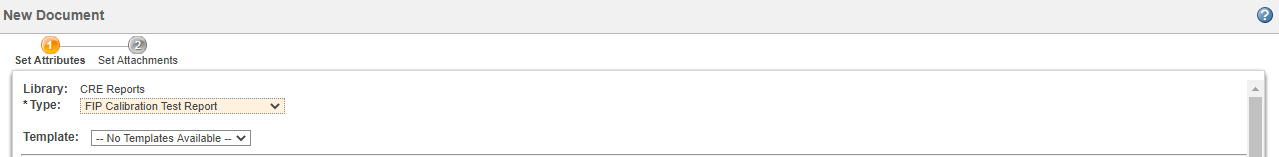 New Document
?
1 2
Set Attributes Set Attachments
Library: CRE Reports
* Type: FIP Calibration Test Report
Template: -- No Templates Available --